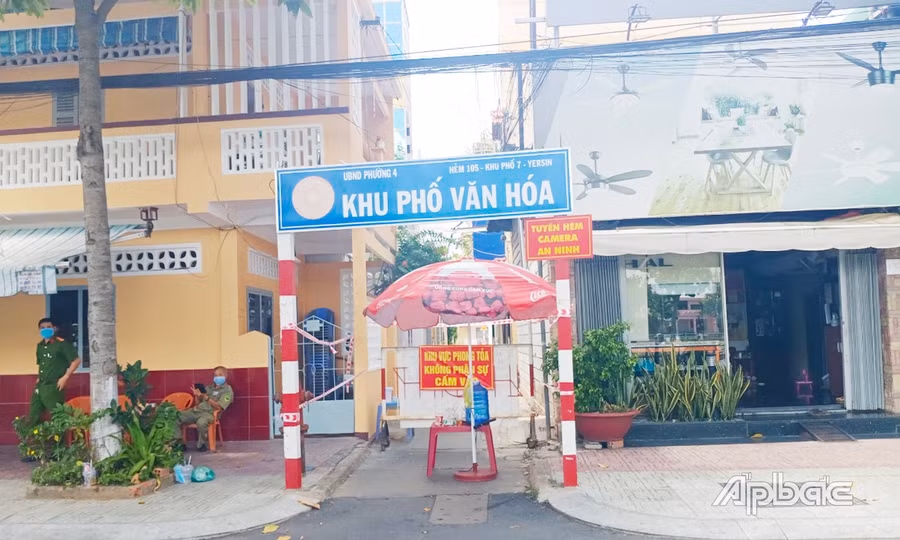 UBND PHƯỜNG 4
HẺM 105 - KHU PHỐ 7 - YERSIN
KHU PHỐ VĂN HÓA
TUYẾN HẺM
CAMERA
AN NINH
KHU VỰC PHONG TỎA
KHÔNG PHẬN SỰ
CẤM VÀO
Apbac